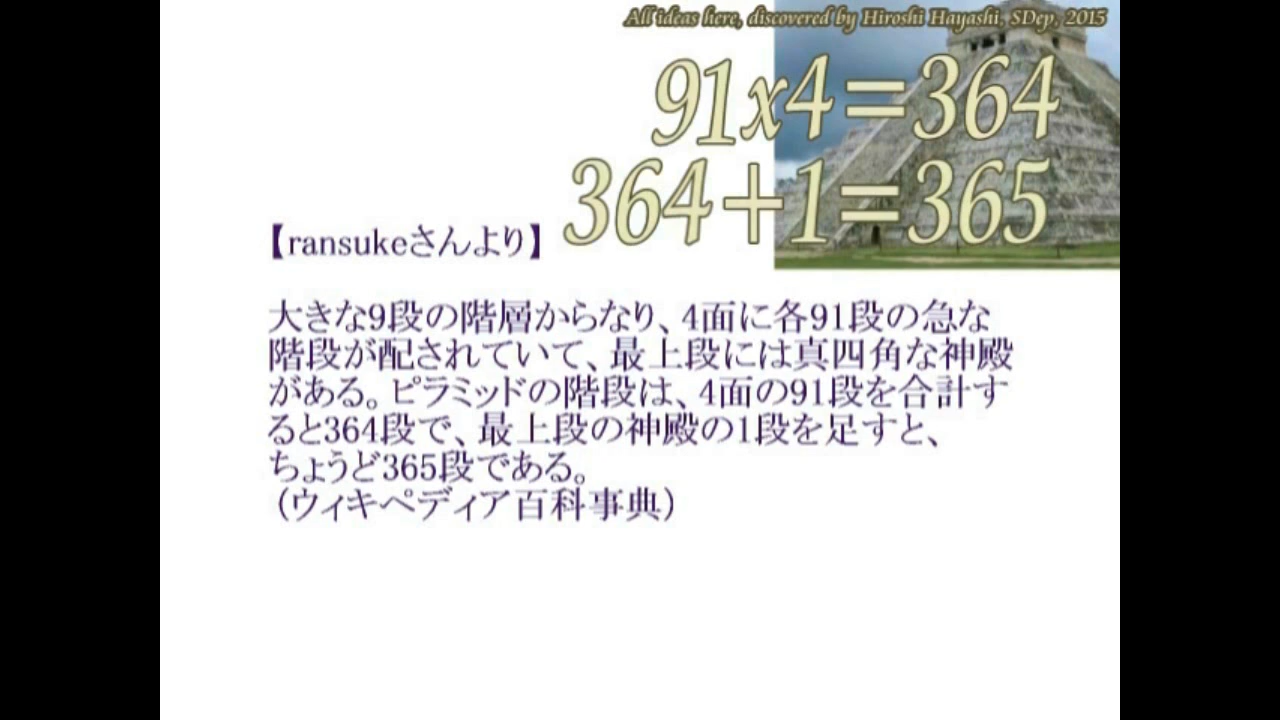 All ideas here, discovered by Hiroshi Hayashi, SDep, 2015
91x4=364
364+1=365
【ransukeさんより】
大きな9段の階層からなり、4面に各91段の急な
階段が配されていて、最上段には真四角な神殿
がある。ピラミッドの階段は、4面の91段を合計す
ると364段で、最上段の神殿の1段を足すと、
ちょうど365段である。
（ウィキペディア百科事典）